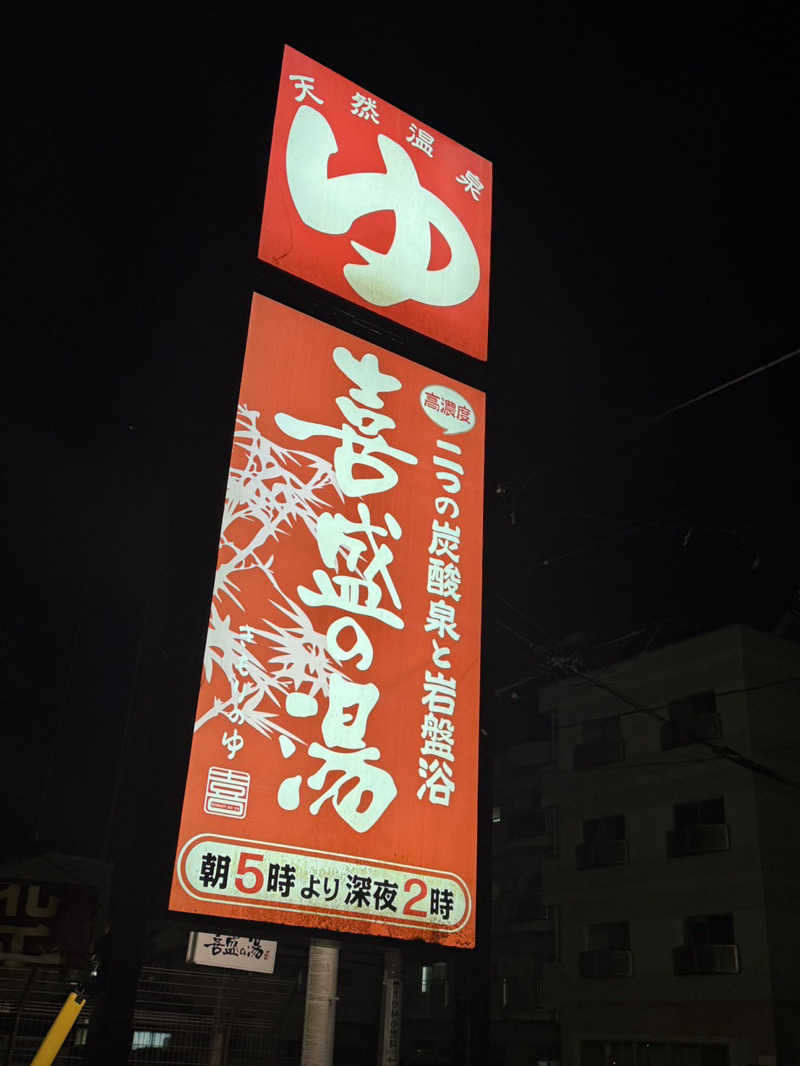 天然温泉
ゆ
高濃度
二つの炭酸泉と岩盤浴
喜盛の湯
きもりのゆ
喜
朝5時より深夜2時
喜盛の湯